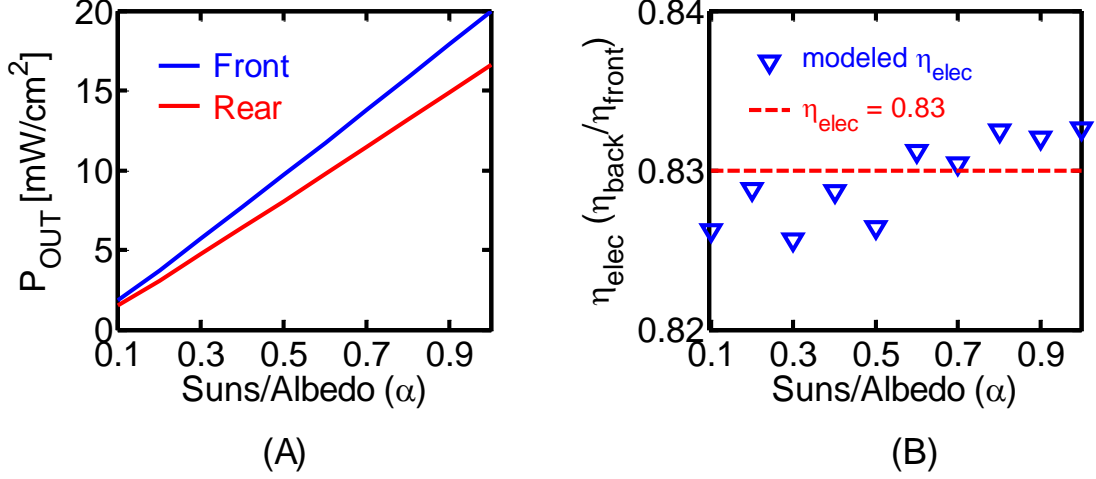 20
15
10
5
0
P_OUT [mW/cm^2]
Front
Rear
0.1 0.3 0.5 0.7 0.9
Suns/Albedo (α)
(A)
0.84
0.83
0.82
η_elec (η_back/η_front)
modeled η_elec
η_elec = 0.83
0.1 0.3 0.5 0.7 0.9
Suns/Albedo (α)
(B)